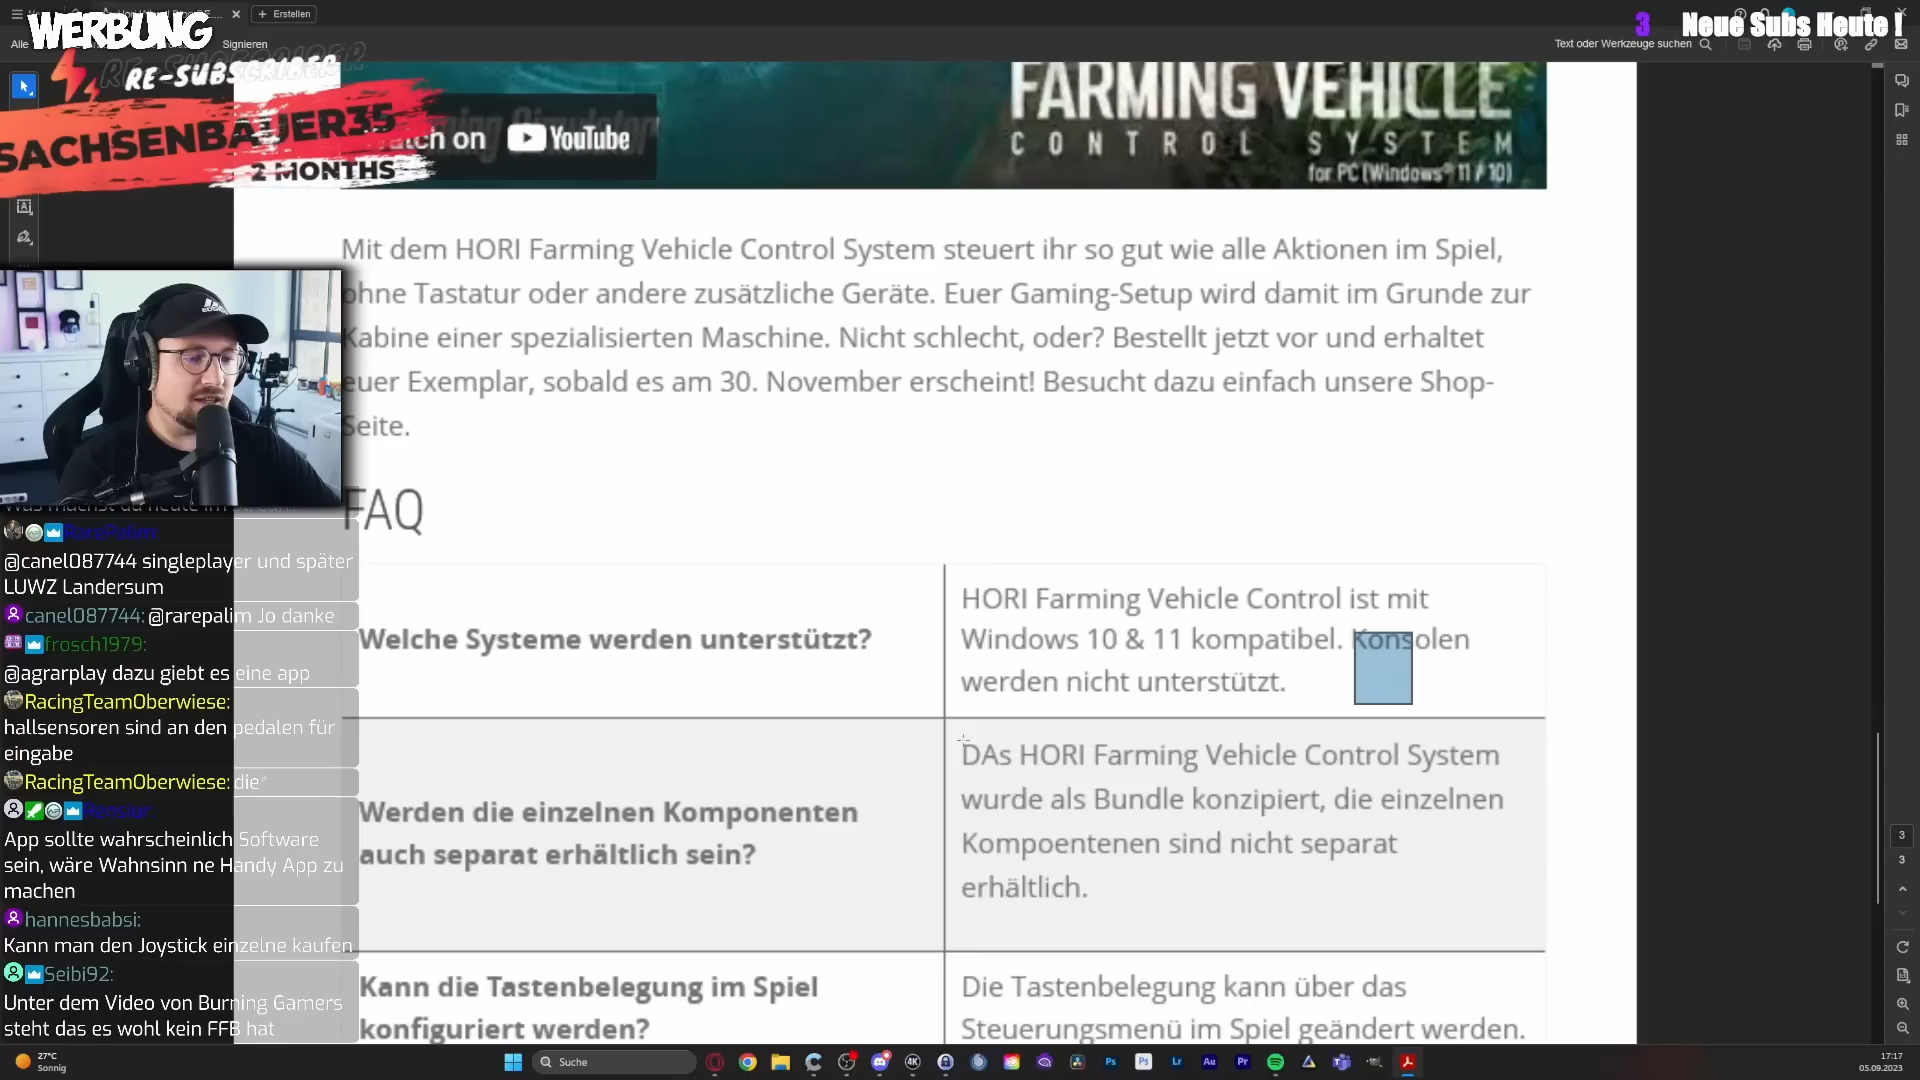 Erstellen
WERBUNG
Alle
Signieren
3 Neue Subs Heute !
Text oder Werkzeuge suchen
RE-SUBSCRIBER
SACHSENBAUER35
2 MONTHS
Watch on YouTube
FARMING VEHICLE
CONTROL SYSTEM
for PC (Windows® 11 / 10)
Mit dem HORI Farming Vehicle Control System steuert ihr so gut wie alle Aktionen im Spiel,
ohne Tastatur oder andere zusätzliche Geräte. Euer Gaming-Setup wird damit im Grunde zur
Kabine einer spezialisierten Maschine. Nicht schlecht, oder? Bestellt jetzt vor und erhaltet
euer Exemplar, sobald es am 30. November erscheint! Besucht dazu einfach unsere Shop-
Seite.
FAQ
Welche Systeme werden unterstützt?
HORI Farming Vehicle Control ist mit
Windows 10 & 11 kompatibel. Konsolen
werden nicht unterstützt.
Werden die einzelnen Komponenten
auch separat erhältlich sein?
DAs HORI Farming Vehicle Control System
wurde als Bundle konzipiert, die einzelnen
Kompoentenen sind nicht separat
erhältlich.
Kann die Tastenbelegung im Spiel
konfiguriert werden?
Die Tastenbelegung kann über das
Steuerungsmenü im Spiel geändert werden.
RarePalim:
@canel087744 singleplayer und später
LUWZ Landersum
canel087744: @rarepalim Jo danke
frosch1979:
@agrarplay dazu giebt es eine app
RacingTeamOberwiese:
hallsensoren sind an den pedalen für
eingabe
RacingTeamOberwiese: die*
Rensiur:
App sollte wahrscheinlich Software
sein, wäre Wahnsinn ne Handy App zu
machen
hannesbabsi:
Kann man den Joystick einzelne kaufen
Seibi92:
Unter dem Video von Burning Gamers
steht das es wohl kein FFB hat
3
3
27°C
Sonnig
Suche
17:17
05.09.2023